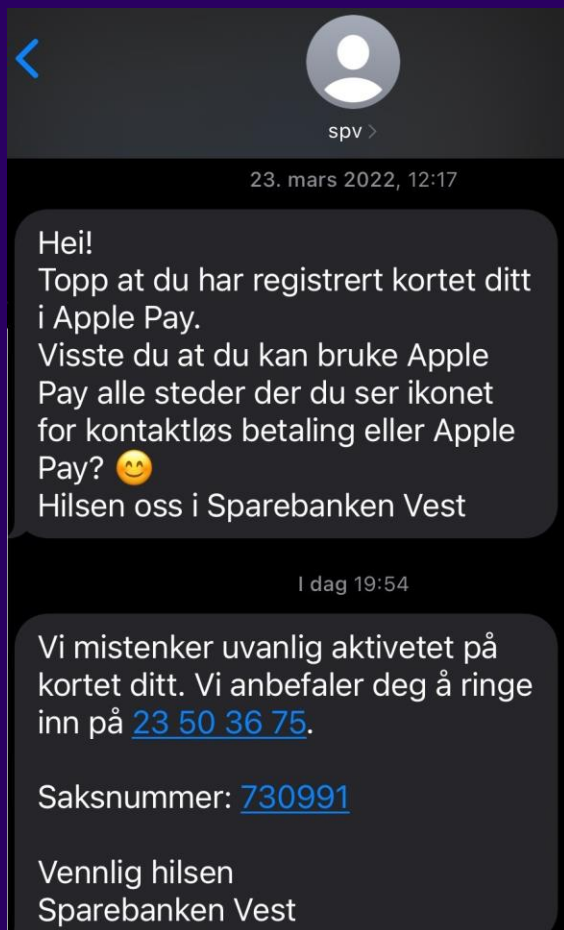 spv
23. mars 2022, 12:17
Hei!
Topp at du har registrert kortet ditt
i Apple Pay.
Visste du at du kan bruke Apple
Pay alle steder der du ser ikonet
for kontaktløs betaling eller Apple
Pay? 😊
Hilsen oss i Sparebanken Vest
I dag 19:54
Vi mistenker uvanlig aktivetet på
kortet ditt. Vi anbefaler deg å ringe
inn på 23 50 36 75.
Saksnummer: 730991
Vennlig hilsen
Sparebanken Vest